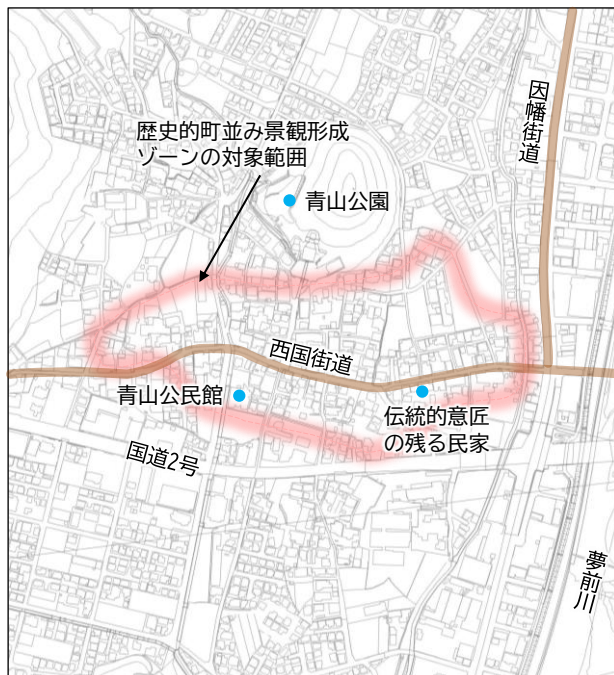 因幡街道
歴史的町並み景観形成
ゾーンの対象範囲
青山公園
西国街道
青山公民館
伝統的意匠
の残る民家
国道2号
夢前川